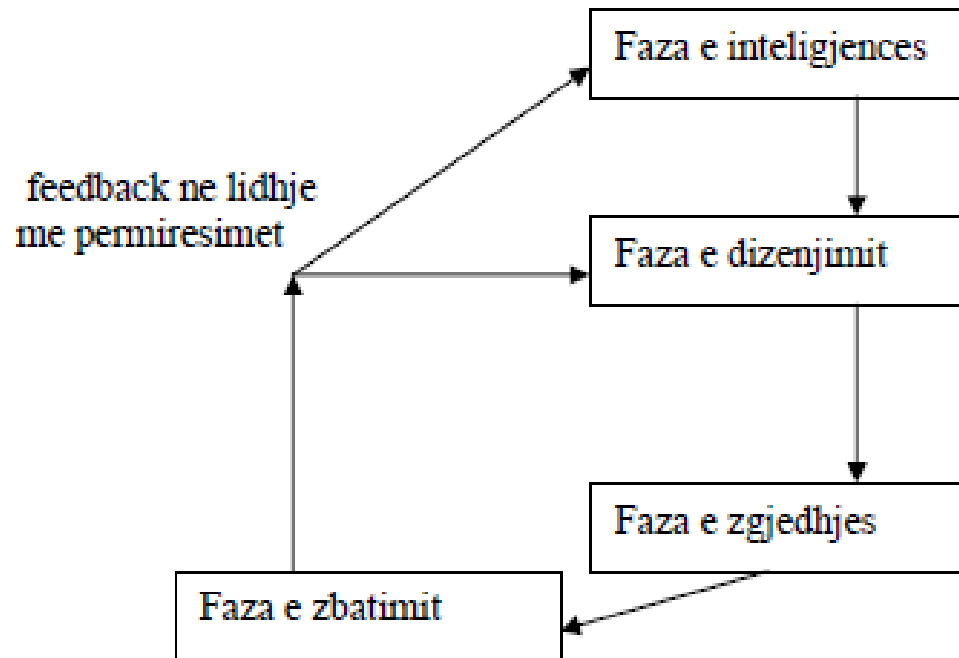 Faza e inteligjences
feedback ne lidhje
me permiresimet
Faza e dizenjimit
Faza e zgjedhjes
Faza e zbatimit